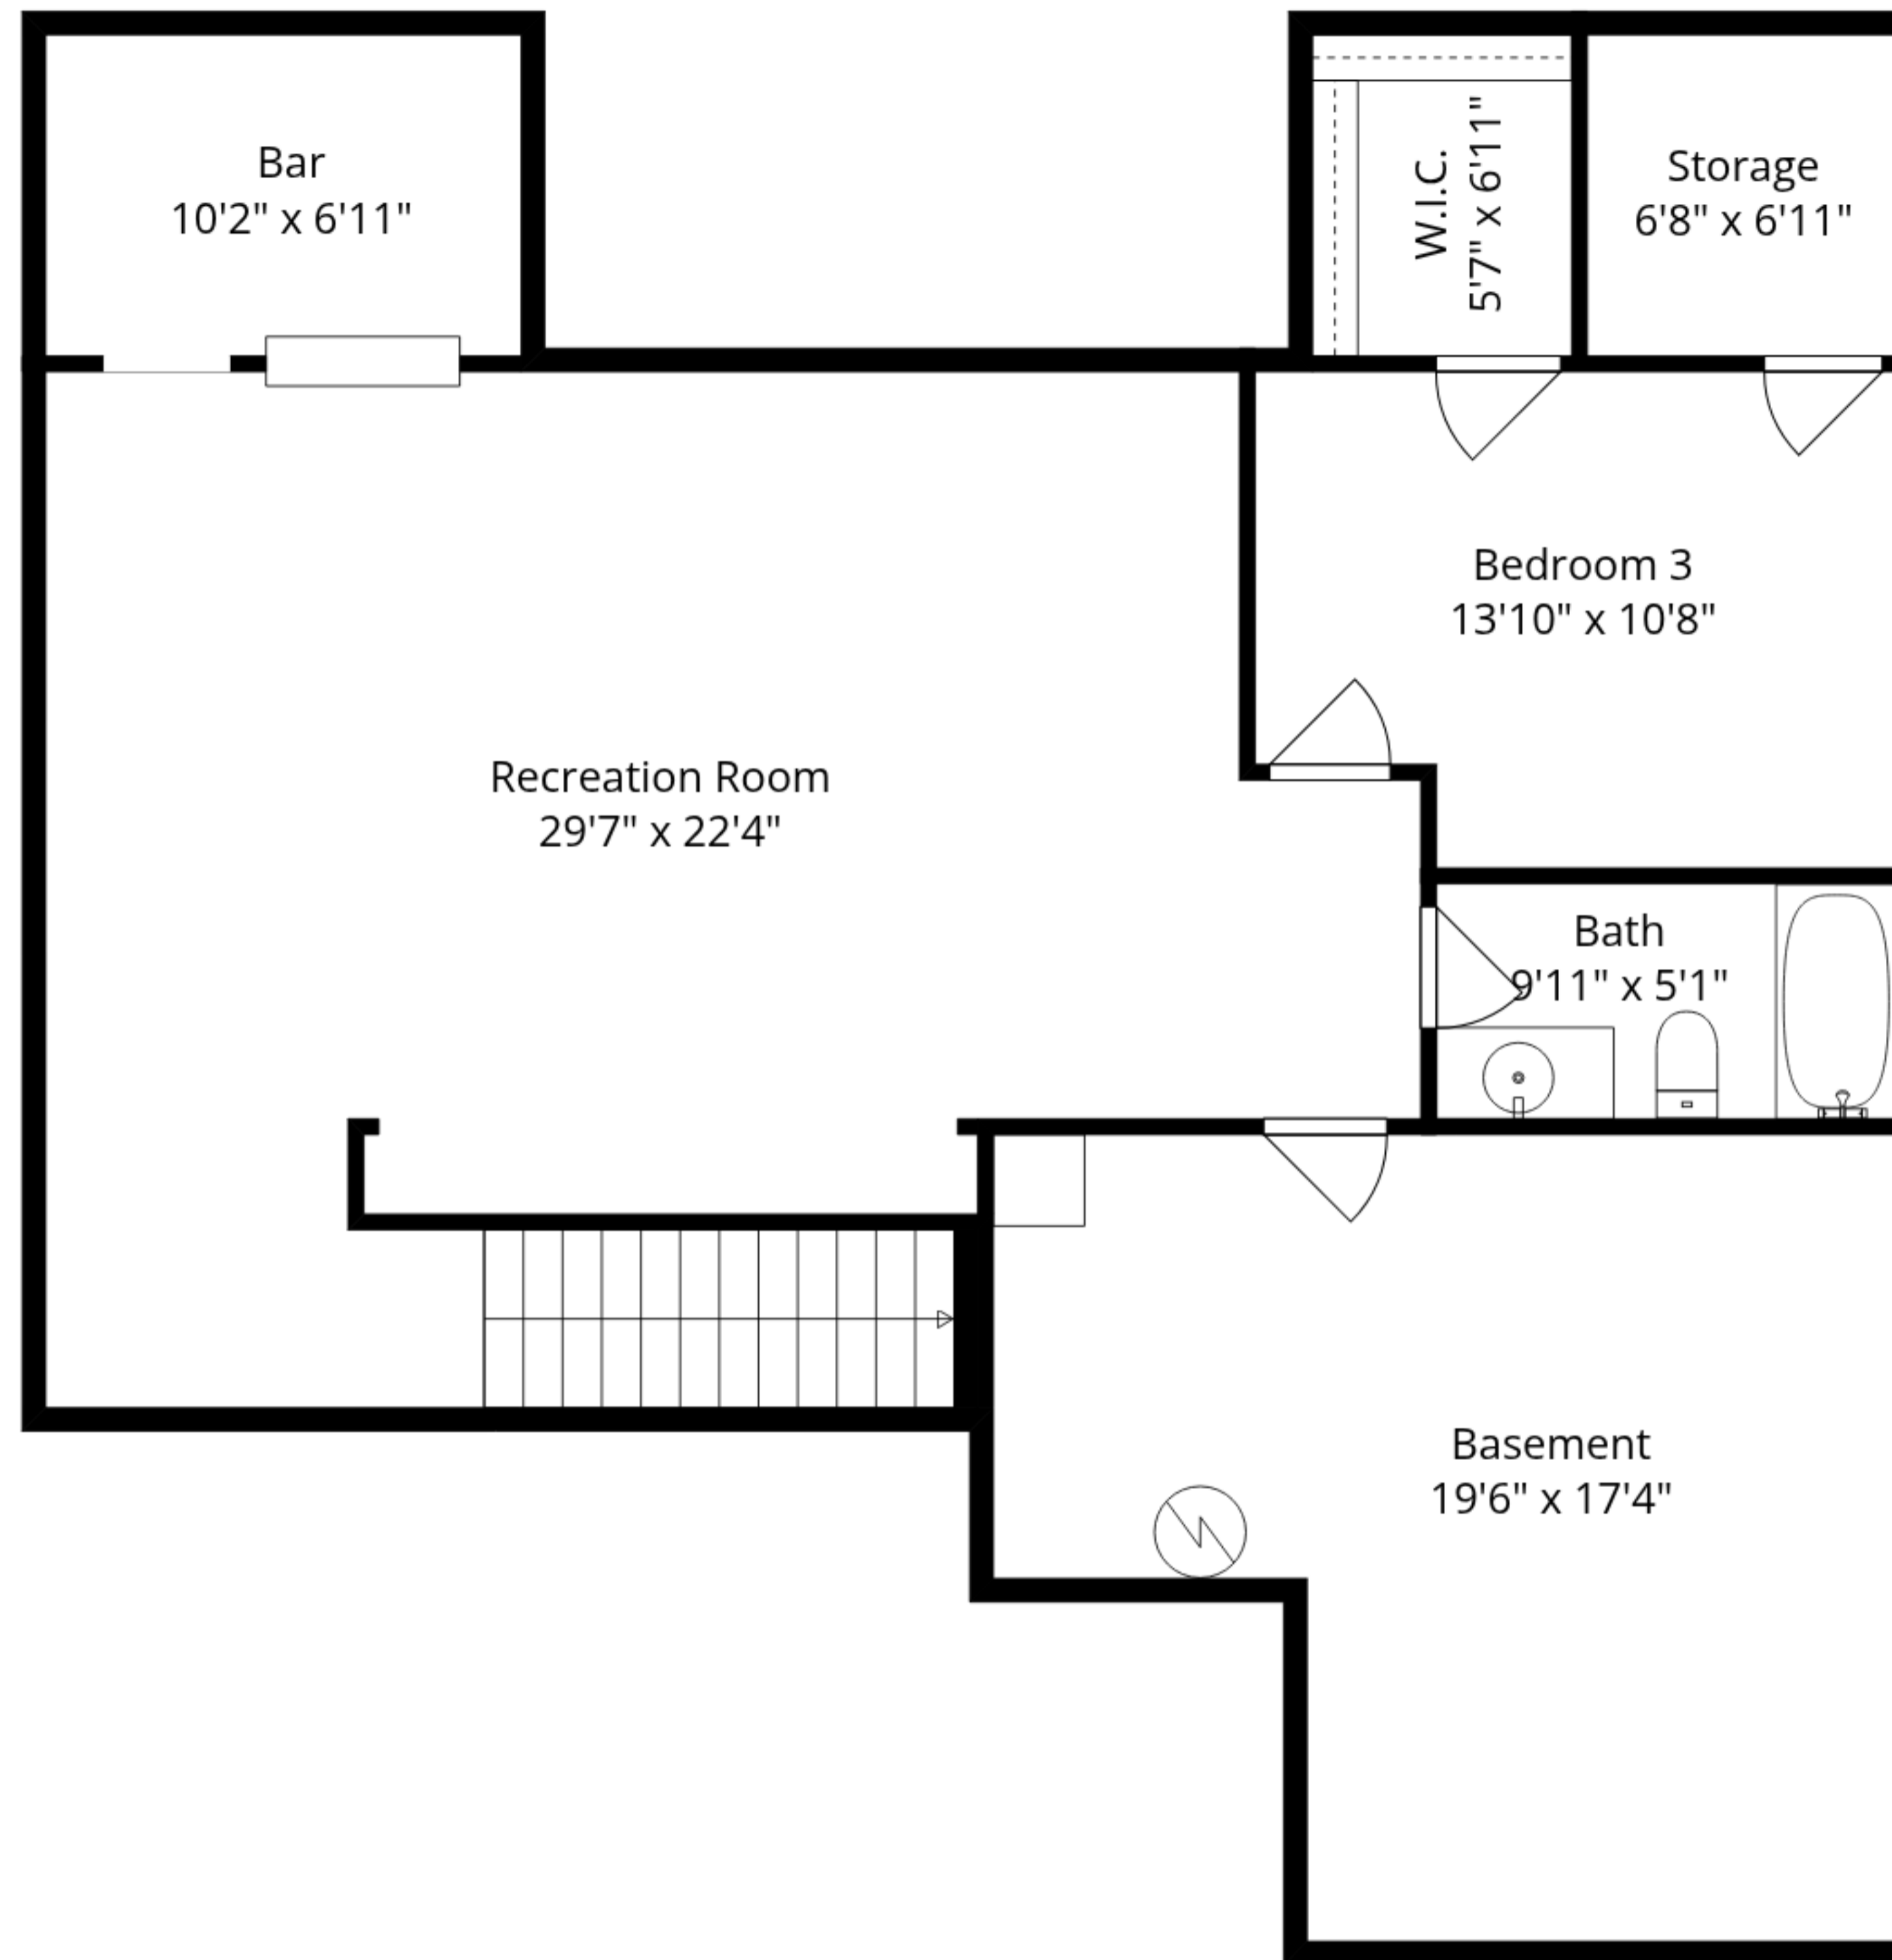 Bar
10'2" x 6'11"
W.I.C.
5'7" x 6'11"
Storage
6'8" x 6'11"
Bedroom 3
13'10" x 10'8"
Recreation Room
29'7" x 22'4"
Bath
9'11" x 5'1"
Basement
19'6" x 17'4"